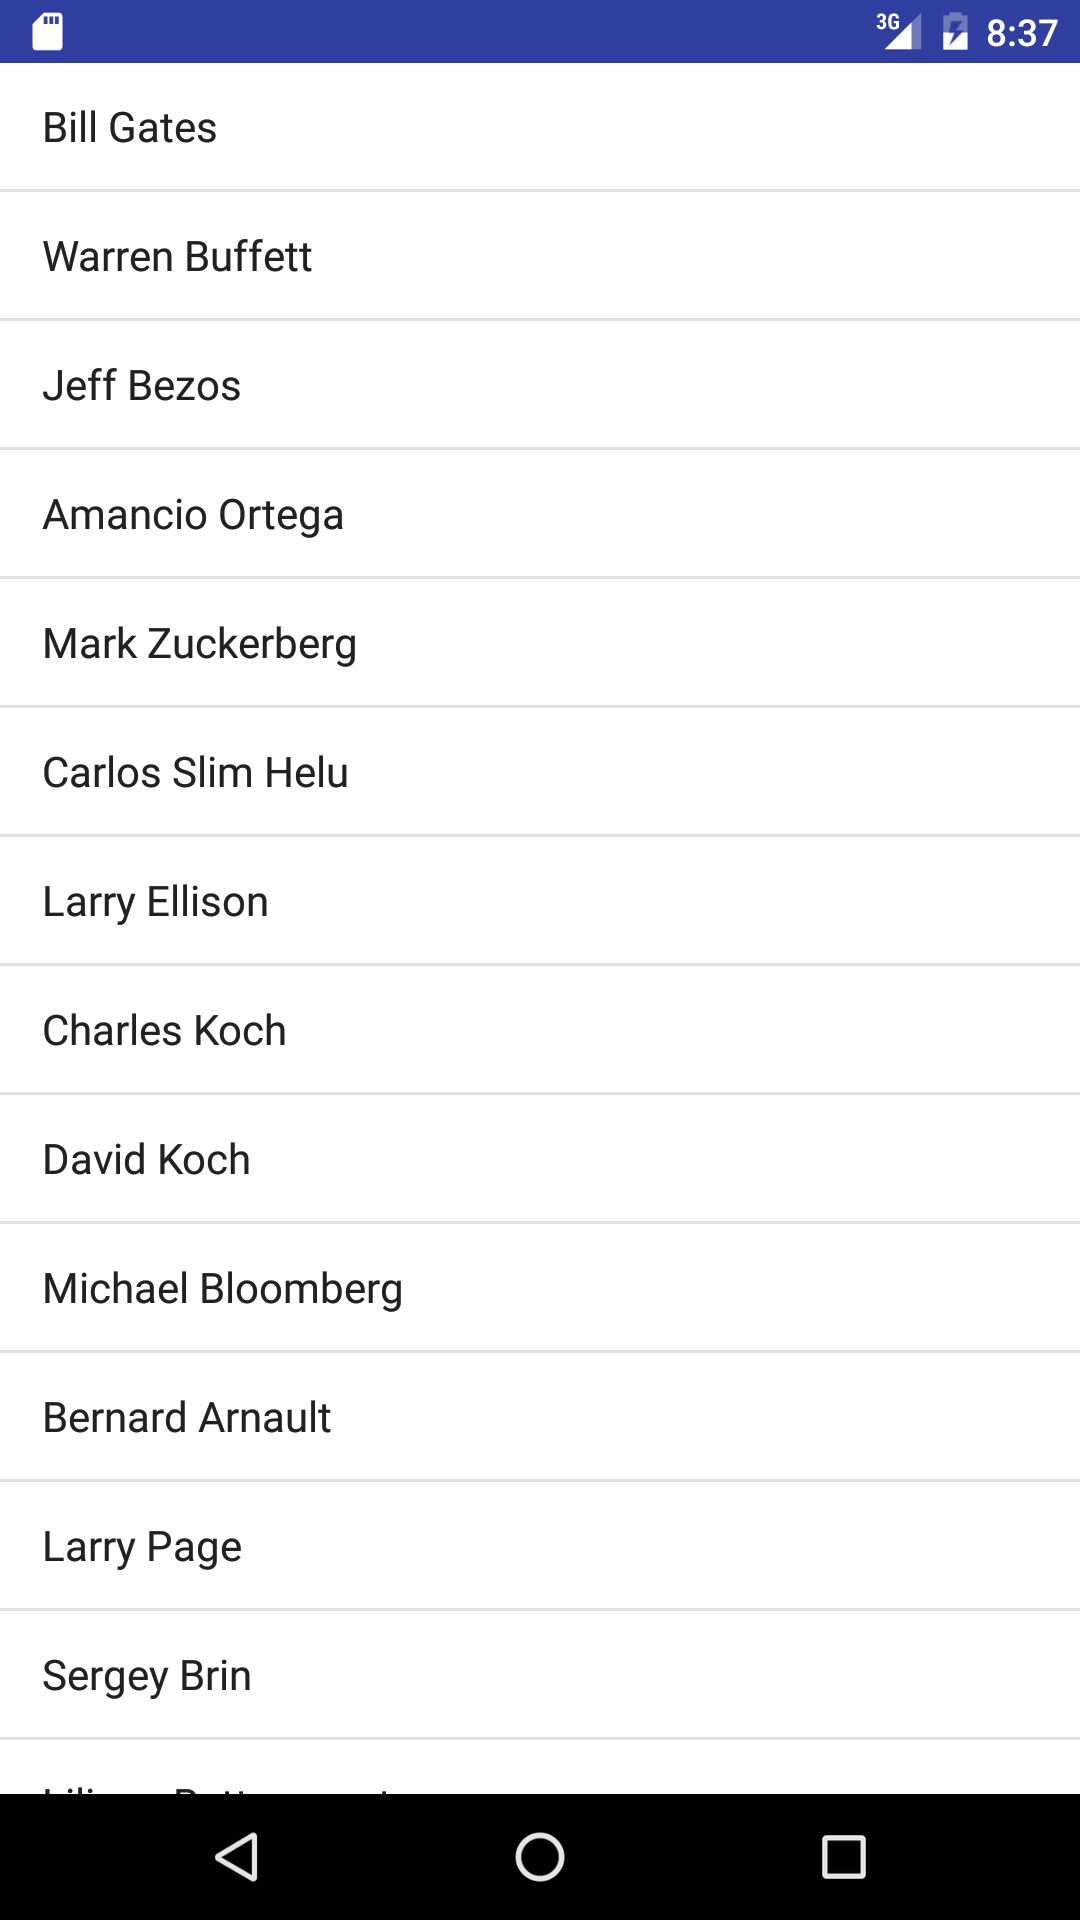 3G 8:37
Bill Gates
Warren Buffett
Jeff Bezos
Amancio Ortega
Mark Zuckerberg
Carlos Slim Helu
Larry Ellison
Charles Koch
David Koch
Michael Bloomberg
Bernard Arnault
Larry Page
Sergey Brin